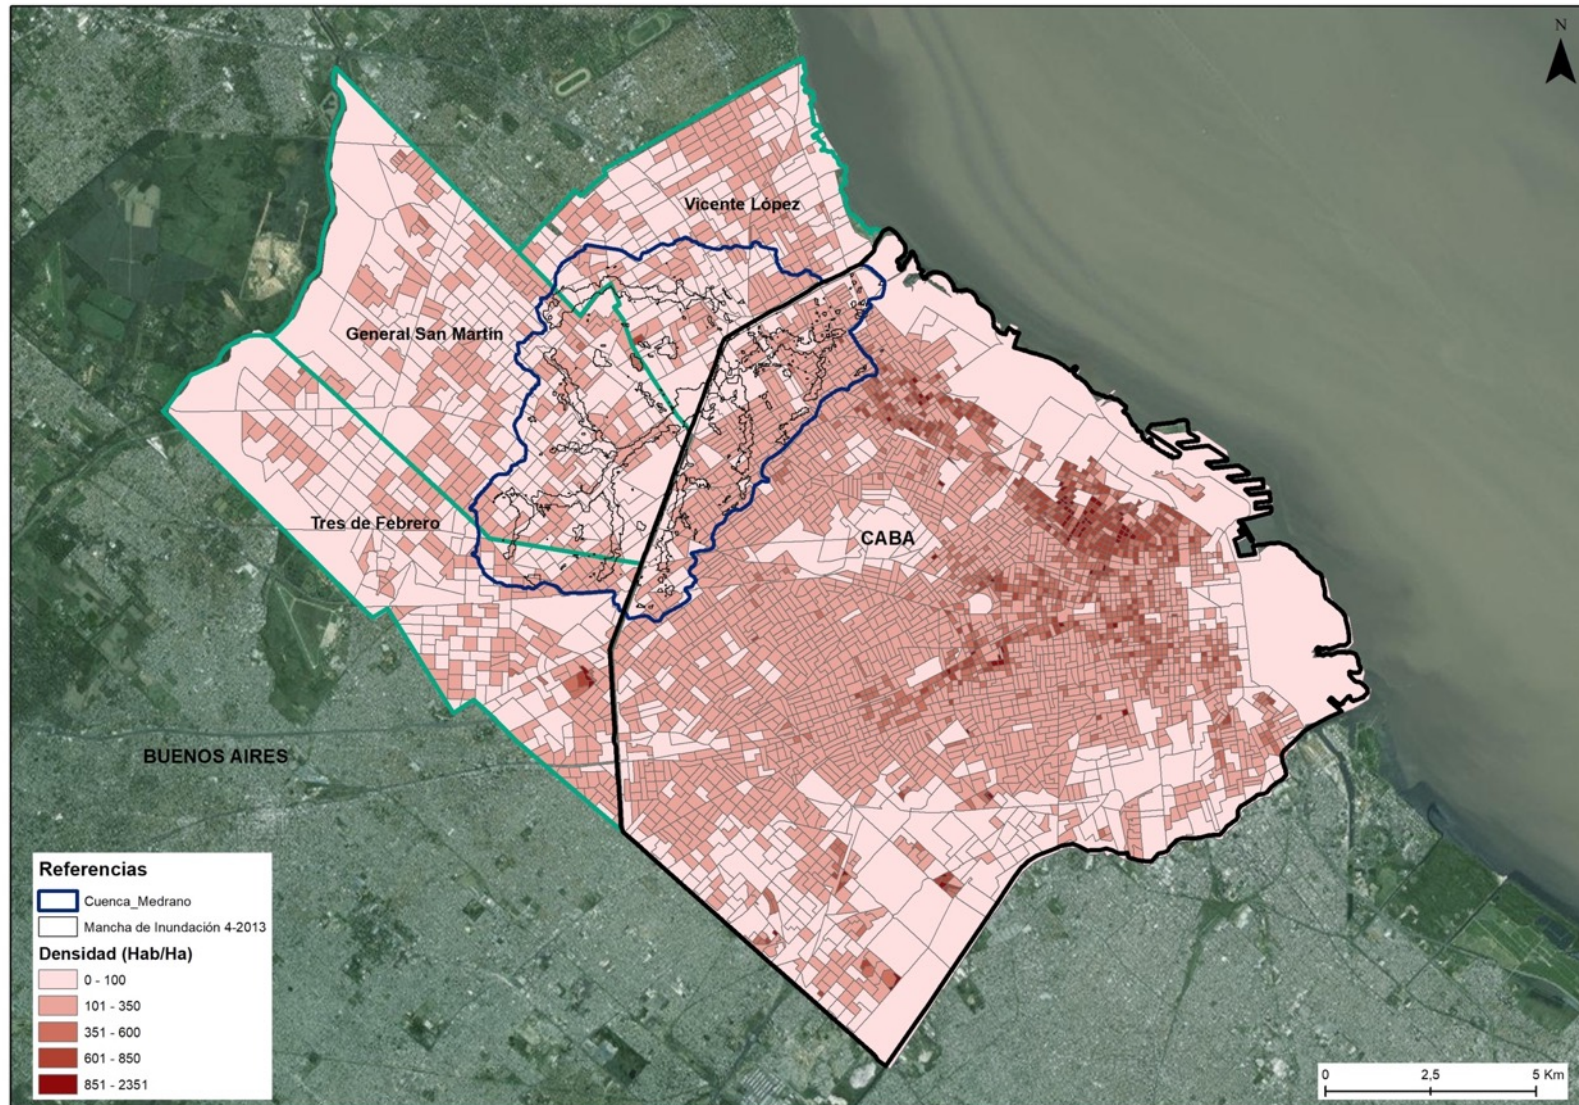 N
Vicente López
General San Martín
Tres de Febrero
CABA
BUENOS AIRES
Referencias
Cuenca_Medrano
Mancha de Inundación 4-2013
Densidad (Hab/Ha)
0 - 100
101 - 350
351 - 600
601 - 850
851 - 2351
0 2,5 5 Km